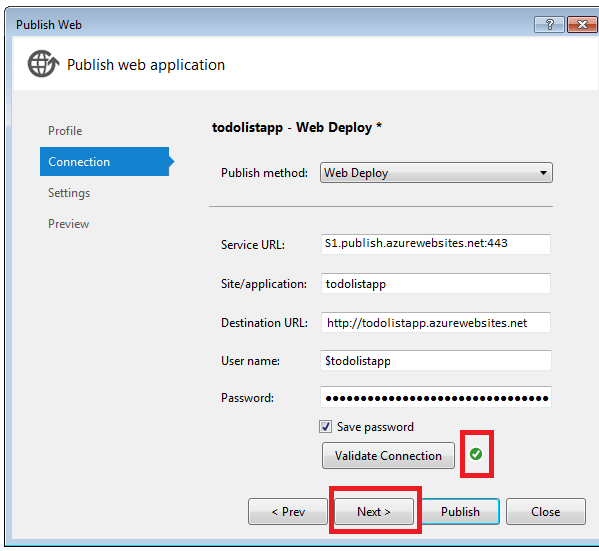 Publish Web
?
Publish web application
Profile
Connection
Settings
Preview
todolistapp - Web Deploy *
Publish method: Web Deploy
Service URL: S1.publish.azurewebsites.net:443
Site/application: todolistapp
Destination URL: http://todolistapp.azurewebsites.net
User name: $todolistapp
Password: ••••••••••••••••••••••••••••••••
Save password
Validate Connection
< Prev Next > Publish Close